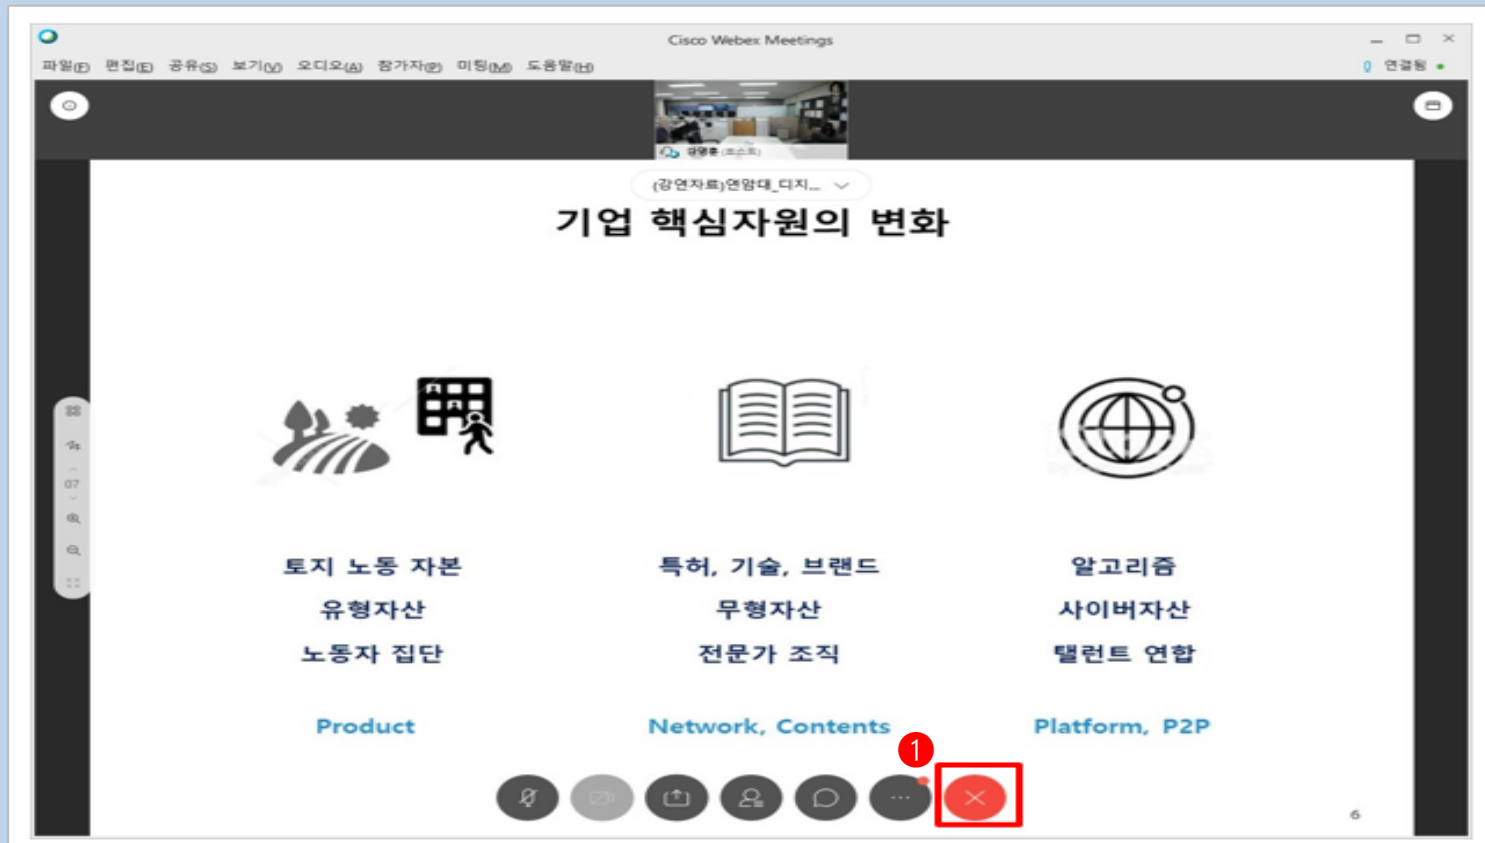 Cisco Webex Meetings
파일(F) 편집(E) 공유(S) 보기(V) 오디오(A) 참가자(P) 미팅(M) 도움말(H)
연결됨
(호스트)
(강연자료)연암대_디지...
기업 핵심자원의 변화
07
토지 노동 자본
특허, 기술, 브랜드
알고리즘
유형자산
무형자산
사이버자산
노동자 집단
전문가 조직
탤런트 연합
Product
Network, Contents
Platform, P2P
1
6